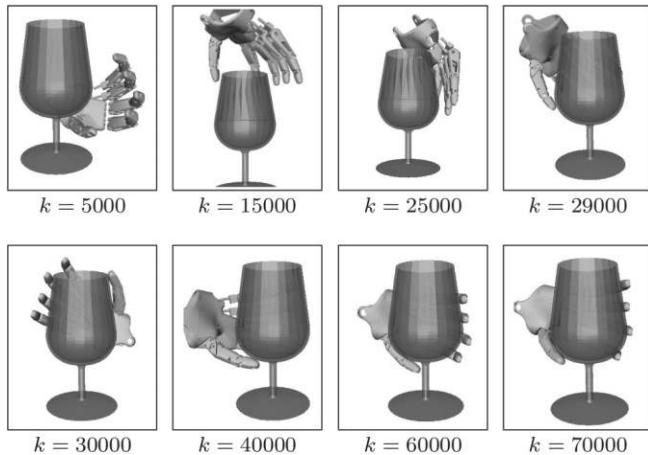 k = 5000
k = 15000
k = 25000
k = 29000
k = 30000
k = 40000
k = 60000
k = 70000